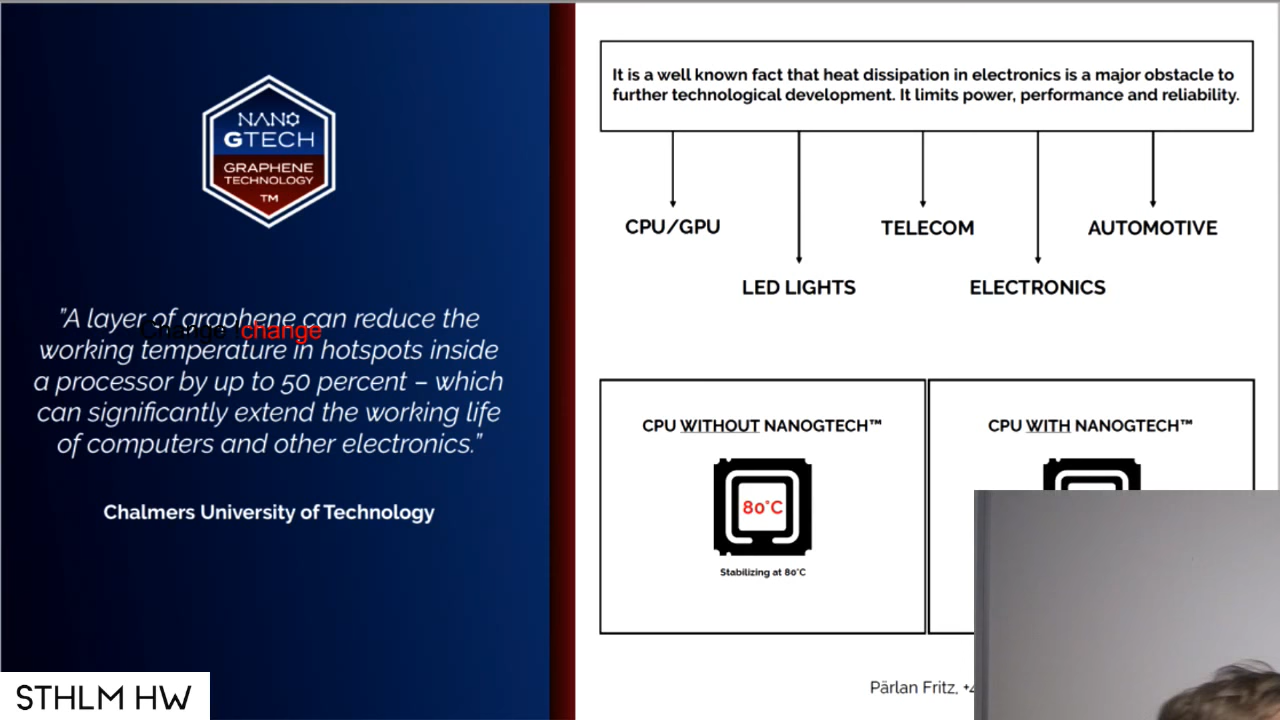 NANO
GTECH
GRAPHENE
TECHNOLOGY
TM
"A layer of graphene can reduce the
Change change
working temperature in hotspots inside
a processor by up to 50 percent – which
can significantly extend the working life
of computers and other electronics."
Chalmers University of Technology
STHLM HW
It is a well known fact that heat dissipation in electronics is a major obstacle to
further technological development. It limits power, performance and reliability.
CPU/GPU
TELECOM
AUTOMOTIVE
LED LIGHTS
ELECTRONICS
CPU WITHOUT NANOGTECH™
80°C
Stabilizing at 80°C
CPU WITH NANOGTECH™
Pärlan Fritz,